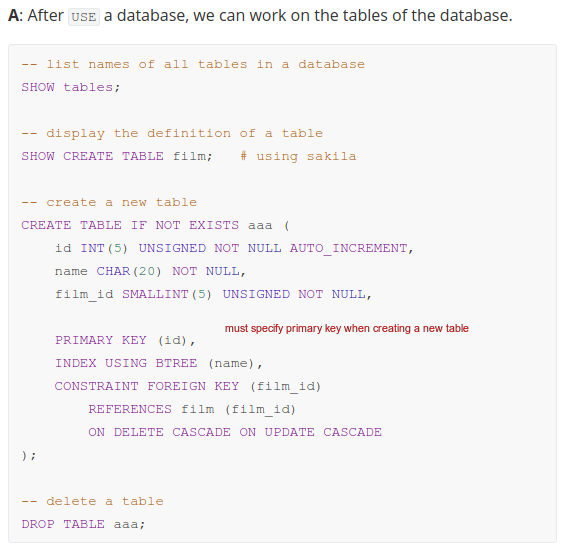 A: After USE a database, we can work on the tables of the database.
-- list names of all tables in a database
SHOW tables;
-- display the definition of a table
SHOW CREATE TABLE film;   # using sakila
-- create a new table
CREATE TABLE IF NOT EXISTS aaa (
    id INT(5) UNSIGNED NOT NULL AUTO_INCREMENT,
    name CHAR(20) NOT NULL,
    film_id SMALLINT(5) UNSIGNED NOT NULL,
must specify primary key when creating a new table
    PRIMARY KEY (id),
    INDEX USING BTREE (name),
    CONSTRAINT FOREIGN KEY (film_id)
        REFERENCES film (film_id)
        ON DELETE CASCADE ON UPDATE CASCADE
);
-- delete a table
DROP TABLE aaa;